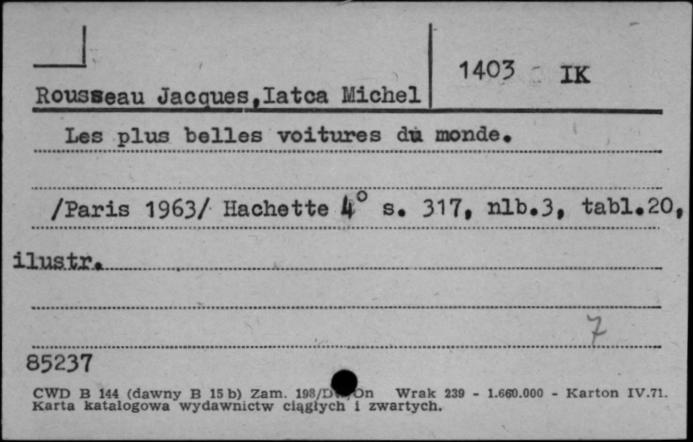 1403 IK
Rousseau Jacques,Iatca Michel
Les plus belles voitures du monde.
/Paris 1963/ Hachette 4° s. 317, nlb.3, tabl.20,
ilustr.
7
85237
CWD B 144 (dawny B 15 b) Zam. 198/ Wrak 239 - 1.660.000 - Karton IV.71.
Karta katalogowa wydawnictw ciągłych i zwartych.